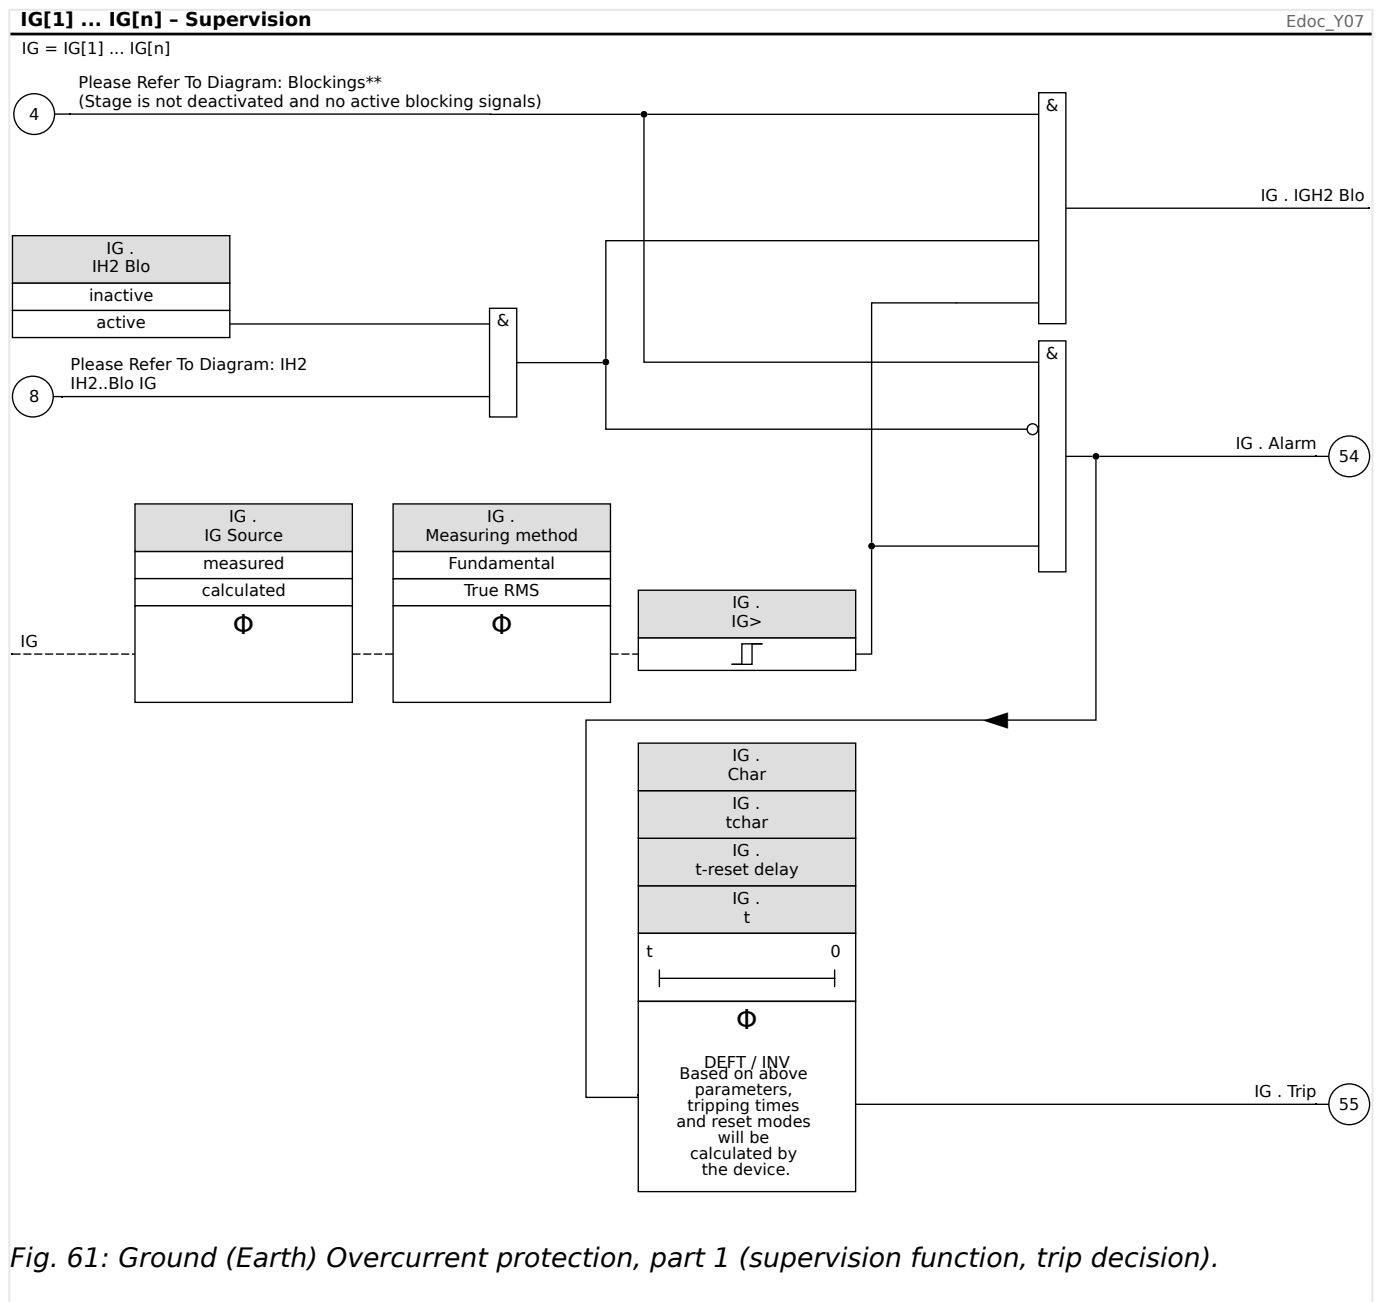 IG[1] ... IG[n] – Supervision
Edoc_Y07
IG = IG[1] ... IG[n]
Please Refer To Diagram: Blockings**
(Stage is not deactivated and no active blocking signals)
4
&
IG . IGH2 Blo
IG .
IH2 Blo
inactive
active
&
Please Refer To Diagram: IH2
IH2..Blo IG
8
&
IG . Alarm
54
IG .
IG Source
measured
calculated
Φ
IG .
Measuring method
Fundamental
True RMS
Φ
IG .
IG>
IG
IG .
Char
IG .
tchar
IG .
t-reset delay
IG .
t
t 0
Φ
DEFT / INV
Based on above
parameters,
tripping times
and reset modes
will be
calculated by
the device.
IG . Trip
55
Fig. 61: Ground (Earth) Overcurrent protection, part 1 (supervision function, trip decision).